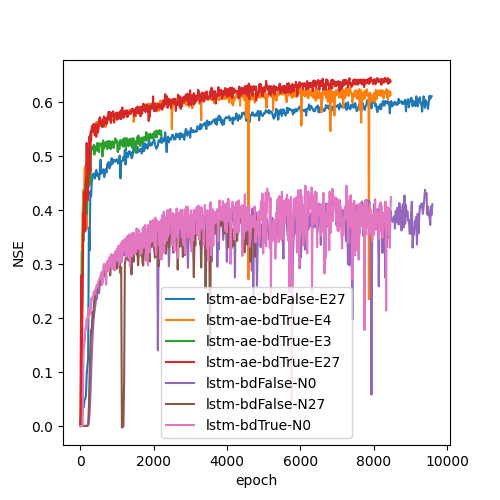 0.6
0.5
0.4
0.3
0.2
0.1
0.0
NSE
lstm-ae-bdFalse-E27
lstm-ae-bdTrue-E4
lstm-ae-bdTrue-E3
lstm-ae-bdTrue-E27
lstm-bdFalse-N0
lstm-bdFalse-N27
lstm-bdTrue-N0
0 2000 4000 6000 8000 10000
epoch